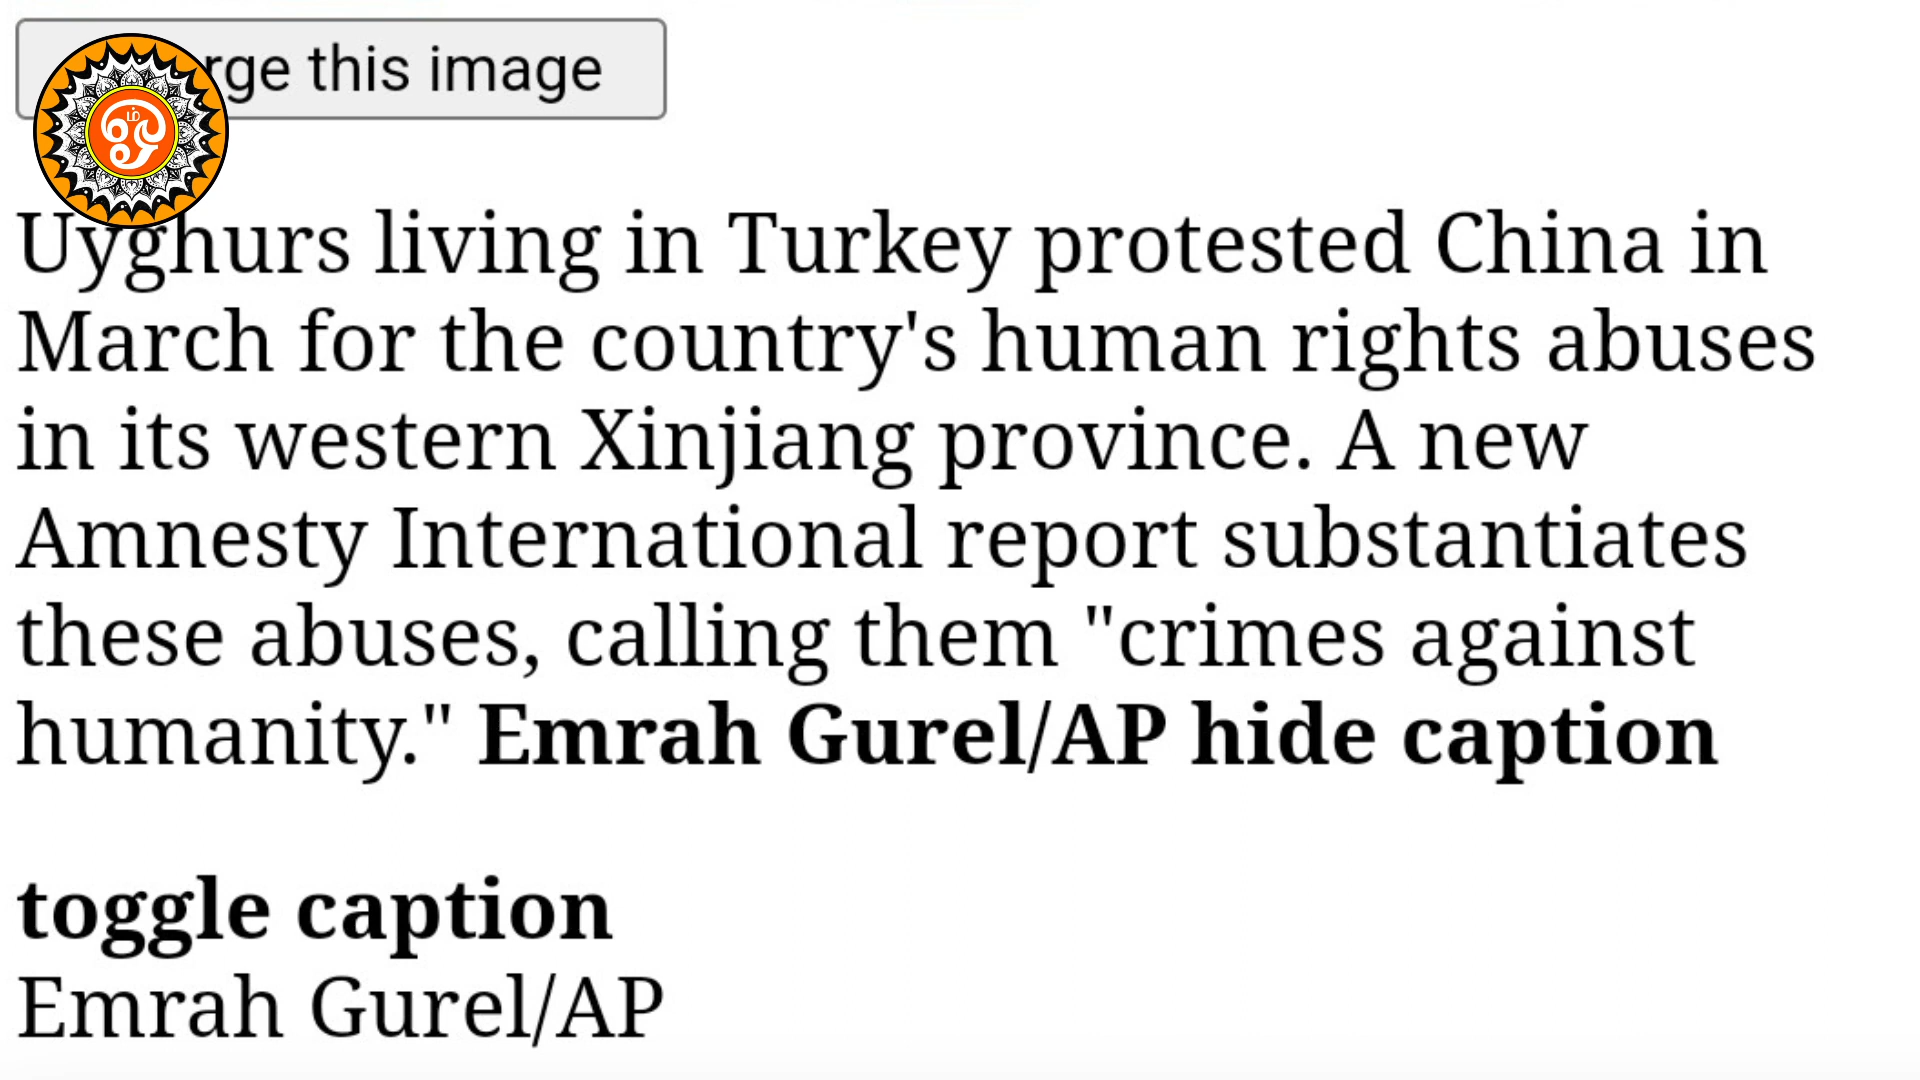 rge this image
ௐ
Uyghurs living in Turkey protested China in
March for the country's human rights abuses
in its western Xinjiang province. A new
Amnesty International report substantiates
these abuses, calling them "crimes against
humanity." Emrah Gurel/AP hide caption
toggle caption
Emrah Gurel/AP